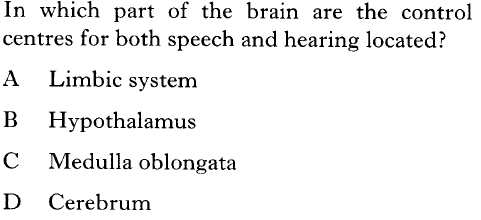 In which part of the brain are the control
centres for both speech and hearing located?
A Limbic system
B Hypothalamus
C Medulla oblongata
D Cerebrum